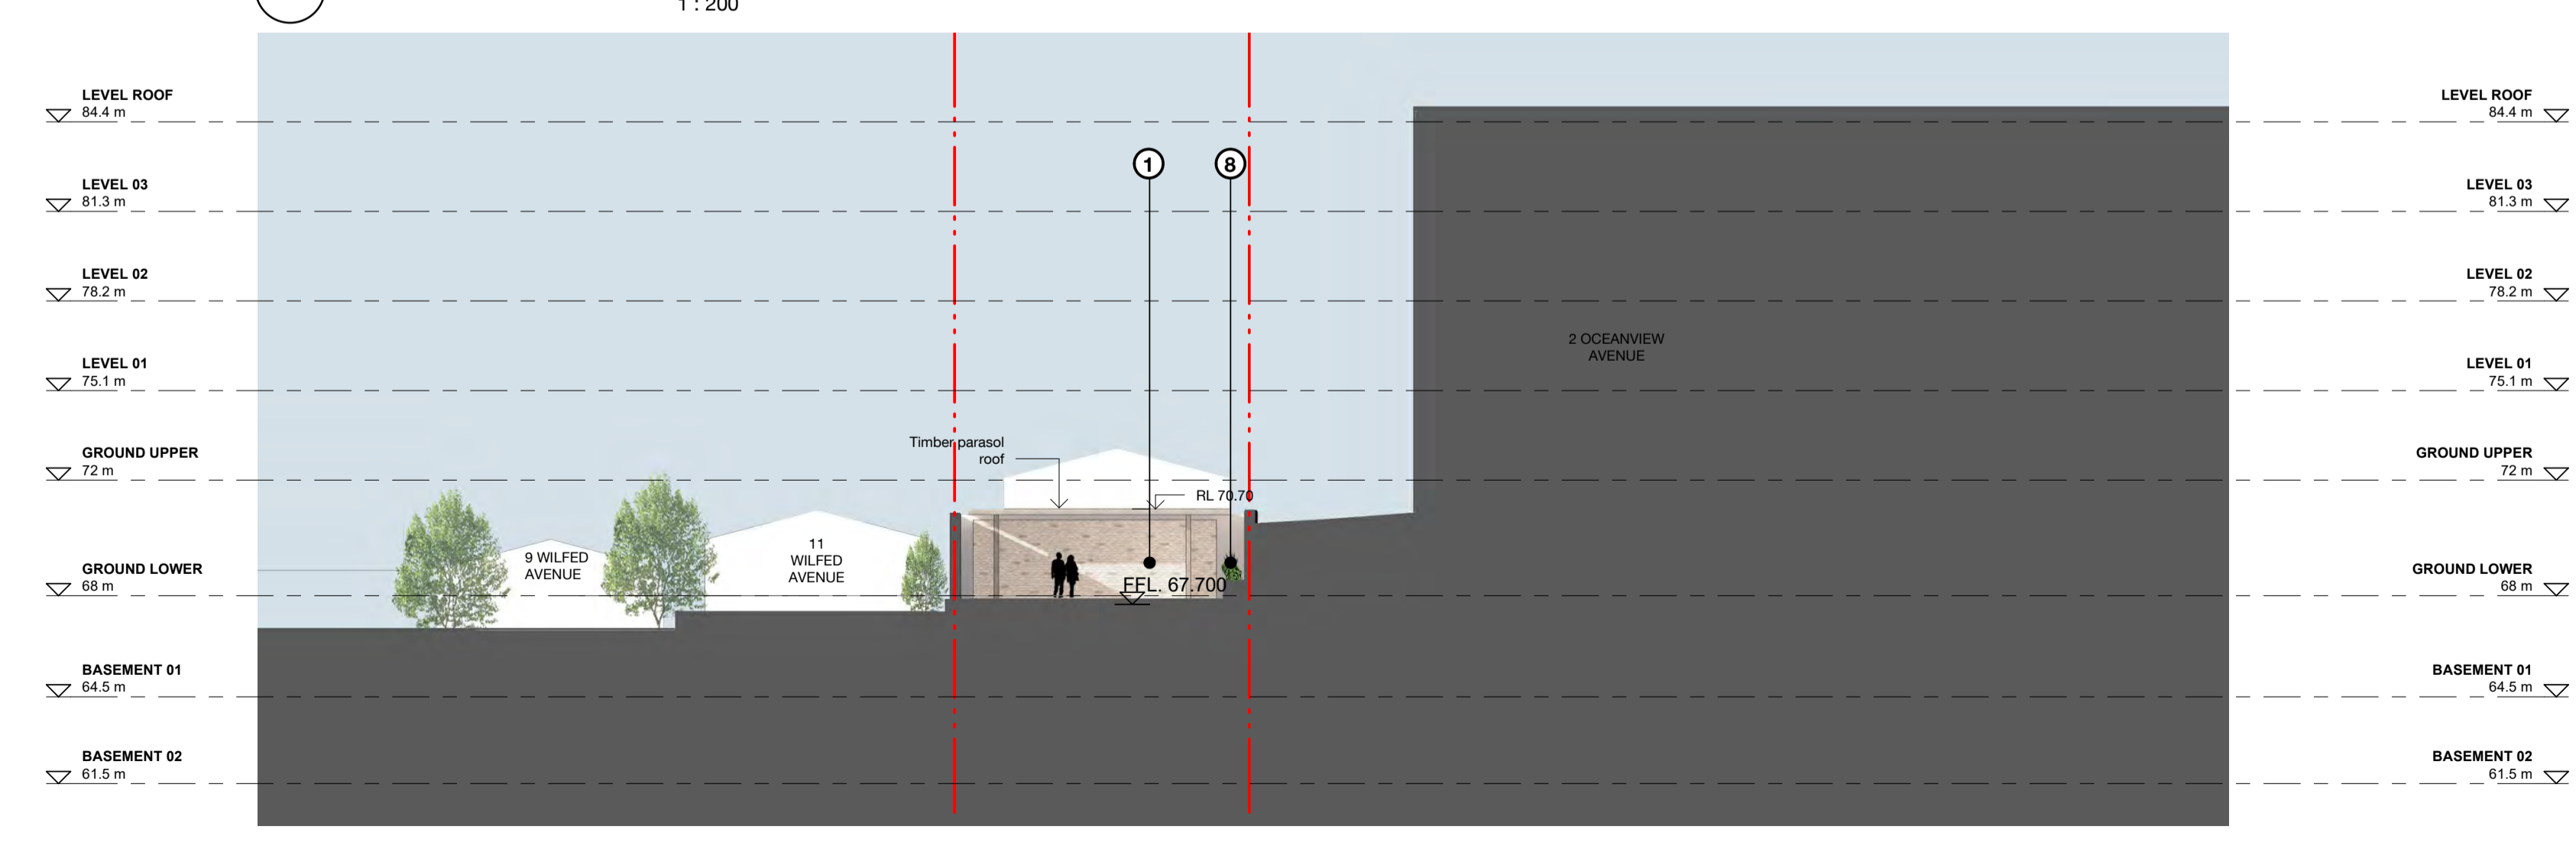 1 : 200
LEVEL ROOF
84.4 m
LEVEL ROOF
84.4 m
1
8
LEVEL 03
81.3 m
LEVEL 03
81.3 m
LEVEL 02
78.2 m
LEVEL 02
78.2 m
2 OCEANVIEW
AVENUE
LEVEL 01
75.1 m
LEVEL 01
75.1 m
Timber parasol
roof
GROUND UPPER
72 m
GROUND UPPER
72 m
RL 70.70
9 WILFED
AVENUE
11
WILFED
AVENUE
FFL. 67.700
GROUND LOWER
68 m
GROUND LOWER
68 m
BASEMENT 01
64.5 m
BASEMENT 01
64.5 m
BASEMENT 02
61.5 m
BASEMENT 02
61.5 m